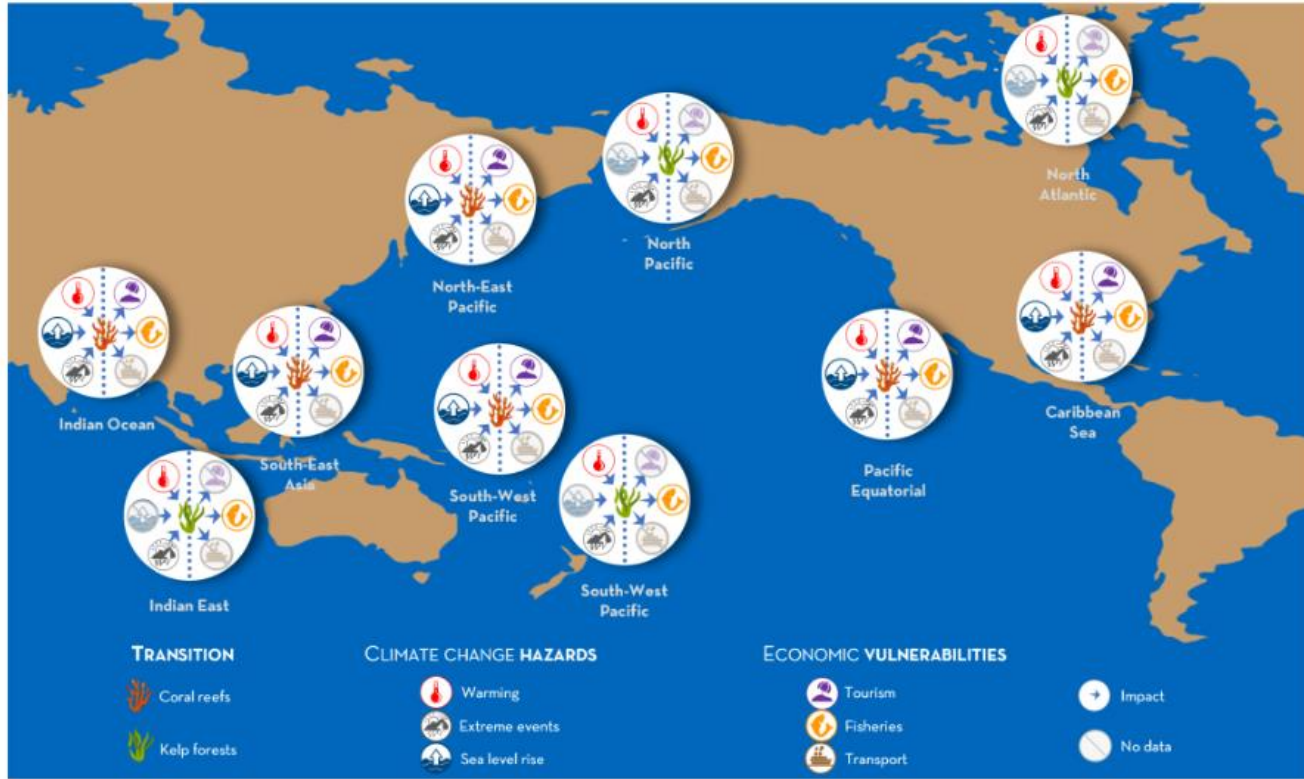 North
Atlantic
North
Pacific
North-East
Pacific
Indian Ocean
South-East
Asia
South-West
Pacific
Pacific
Equatorial
Caribbean
Sea
Indian East
South-West
Pacific
TRANSITION
Coral reefs
Kelp forests
CLIMATE CHANGE HAZARDS
Warming
Extreme events
Sea level rise
ECONOMIC VULNERABILITIES
Tourism
Fisheries
Transport
Impact
No data